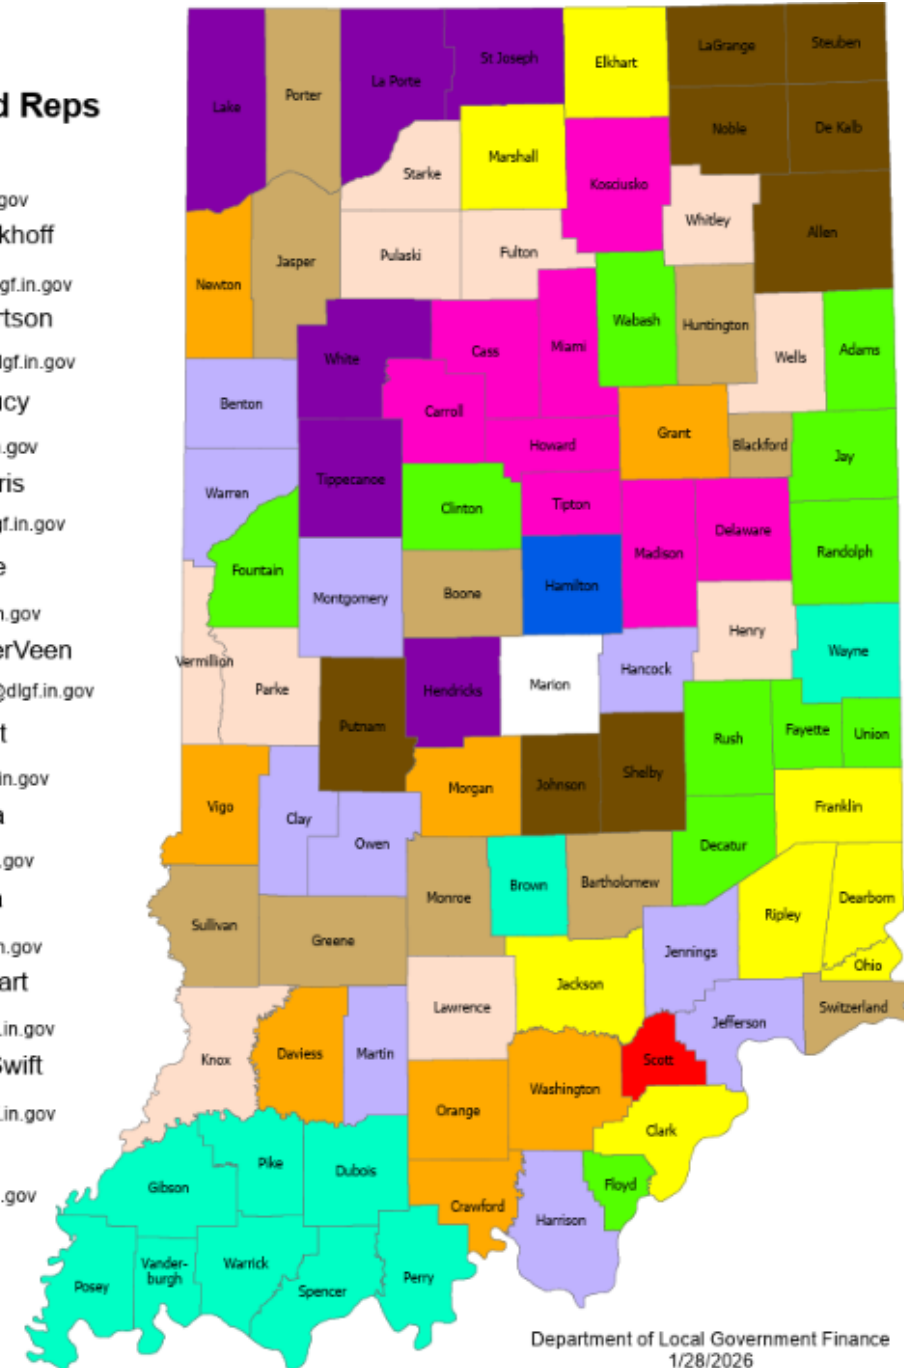 d Reps
.gov
khoff
gf.in.gov
rtson
dlgf.in.gov
ucy
n.gov
ris
gf.in.gov
e
n.gov
erVeen
@dlgf.in.gov
t
in.gov
a
.gov
n.gov
art
.in.gov
Swift
.in.gov
.gov
Lake
Porter
La Porte
St Joseph
Elkhart
LaGrange
Steuben
Noble
De Kalb
Starke
Marshall
Kosciusko
Whitley
Allen
Newton
Jasper
Pulaski
Fulton
Wabash
Huntington
Wells
Adams
White
Cass
Miami
Benton
Carroll
Howard
Grant
Blackford
Jay
Warren
Tippecanoe
Clinton
Tipton
Madison
Delaware
Randolph
Fountain
Montgomery
Boone
Hamilton
Henry
Wayne
Vermillion
Parke
Putnam
Hendricks
Marion
Hancock
Rush
Fayette
Union
Vigo
Clay
Owen
Morgan
Johnson
Shelby
Franklin
Decatur
Sullivan
Greene
Monroe
Brown
Bartholomew
Jennings
Ripley
Dearborn
Ohio
Knox
Daviess
Martin
Lawrence
Jackson
Scott
Jefferson
Switzerland
Orange
Washington
Clark
Gibson
Pike
Dubois
Crawford
Harrison
Floyd
Posey
Vander-
burgh
Warrick
Spencer
Perry
Department of Local Government Finance
1/28/2026